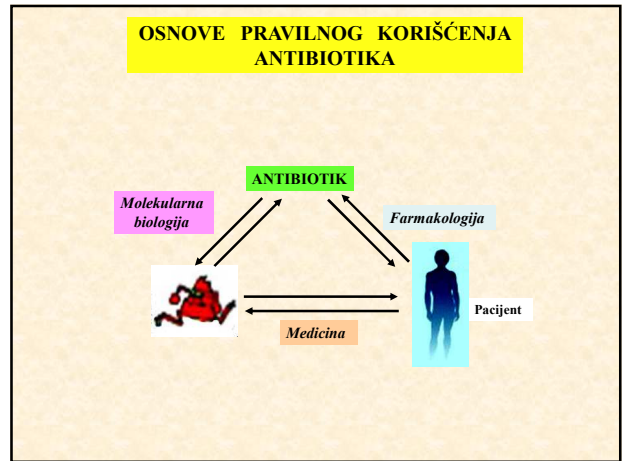 OSNOVE PRAVILNOG KORIŠĆENJA
ANTIBIOTIKA
ANTIBIOTIK
Molekularna
biologija
Farmakologija
Pacijent
Medicina